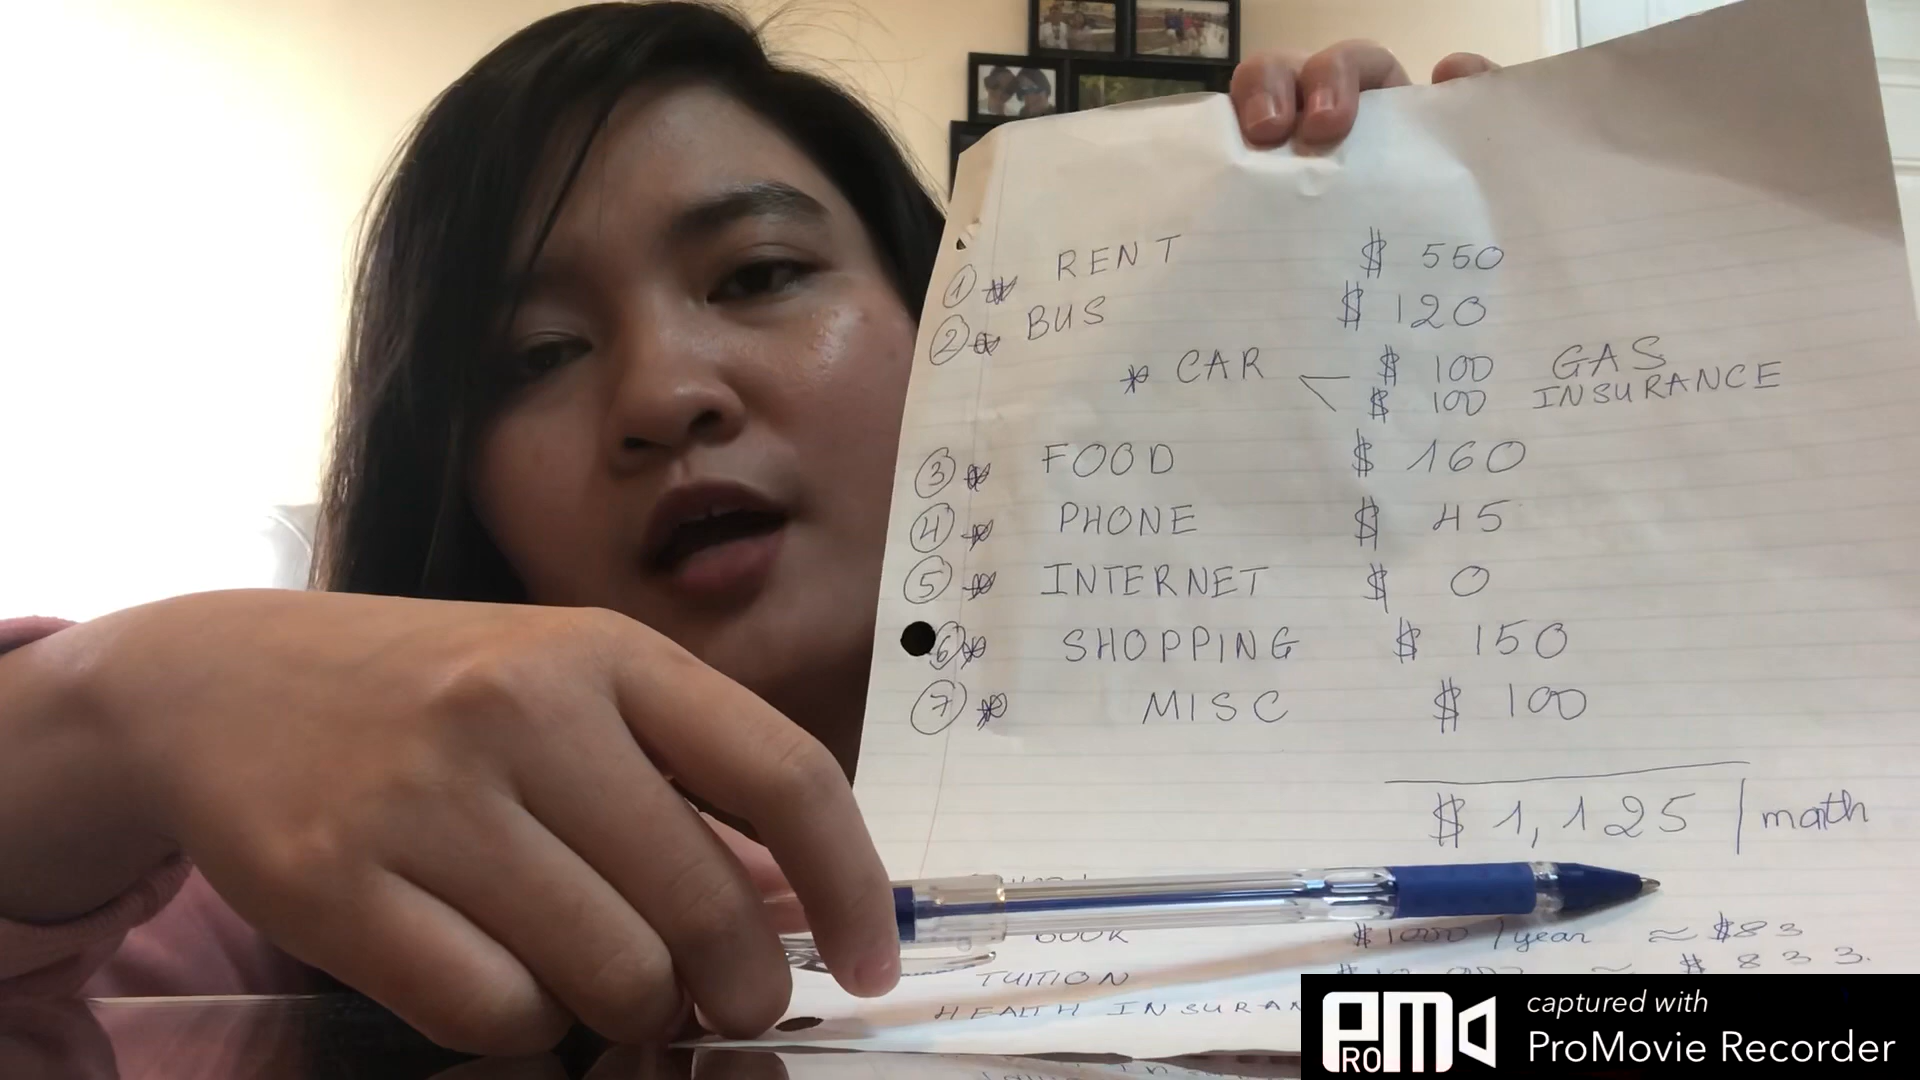 1 * RENT $ 550
2 * BUS $ 120
* CAR $ 100 GAS
$ 100 INSURANCE
3 * FOOD $ 160
4 * PHONE $ 45
5 * INTERNET $ 0
6 * SHOPPING $ 150
7 * MISC $ 100
$ 1,125 / month
BOOK $1000 / year ≈ $83
TUITION ≈ $ 833.
HEALTH INSURAN
PRO M
captured with
ProMovie Recorder